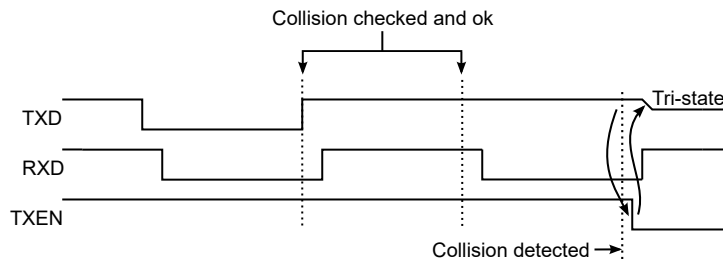 Collision checked and ok
Tri-state
TXD
RXD
TXEN
Collision detected